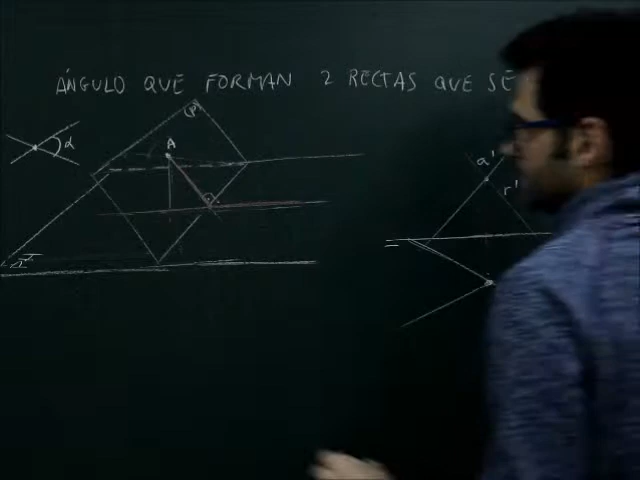 ÁNGULO QUE FORMAN 2 RECTAS QUE SE
α
(P)
A
a'
r'